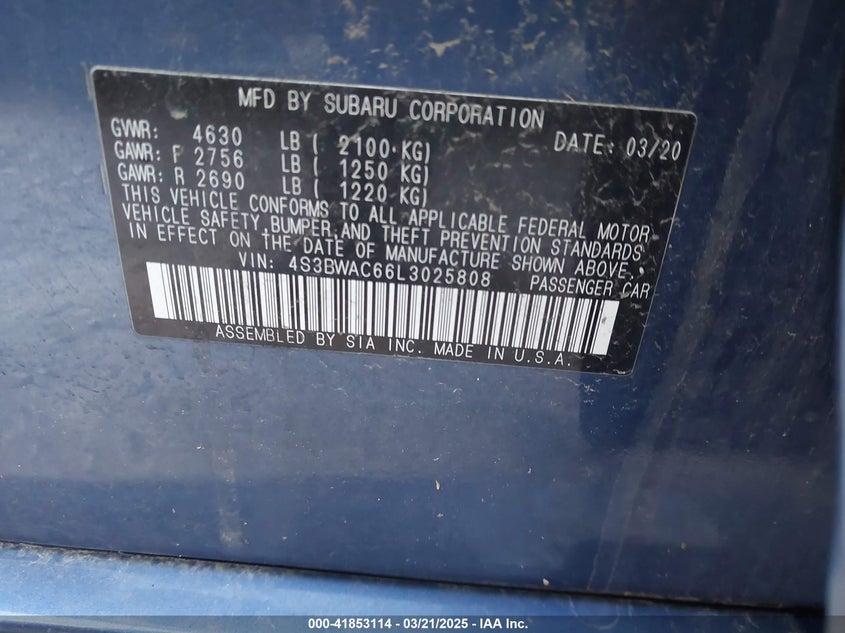 MFD BY SUBARU CORPORATION
GVWR: 4630 LB ( 2100 KG) DATE: 03/20
GAWR: F 2756 LB ( 1250 KG)
GAWR: R 2690 LB ( 1220 KG)
THIS VEHICLE CONFORMS TO ALL APPLICABLE FEDERAL MOTOR
VEHICLE SAFETY, BUMPER, AND THEFT PREVENTION STANDARDS
IN EFFECT ON THE DATE OF MANUFACTURE SHOWN ABOVE.
VIN: 4S3BWAC66L3025808 PASSENGER CAR
ASSEMBLED BY SIA INC. MADE IN U.S.A.
000-41853114 - 03/21/2025 - IAA Inc.